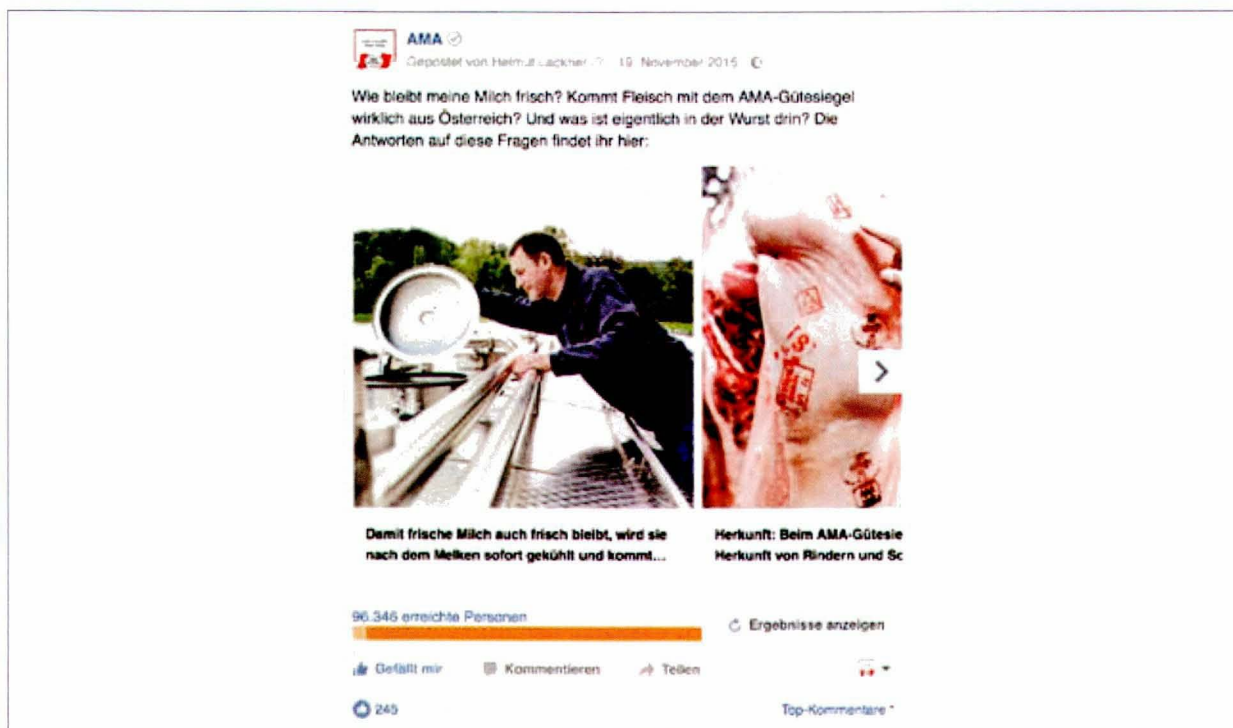 AMA
Gepostet von Helmut Lackner 19. November 2015
Wie bleibt meine Milch frisch? Kommt Fleisch mit dem AMA-Gütesiegel
wirklich aus Österreich? Und was ist eigentlich in der Wurst drin? Die
Antworten auf diese Fragen findet ihr hier:
Damit frische Milch auch frisch bleibt, wird sie
nach dem Melken sofort gekühlt und kommt...
Herkunft: Beim AMA-Gütesie
Herkunft von Rindern und Sc
96.346 erreichte Personen
Ergebnisse anzeigen
Gefällt mir Kommentieren Teilen
245 Top-Kommentare